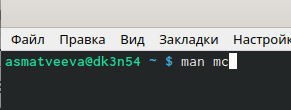 Файл Правка Вид Закладки Настройк
asmatveeva@dk3n54 ~ $ man mc